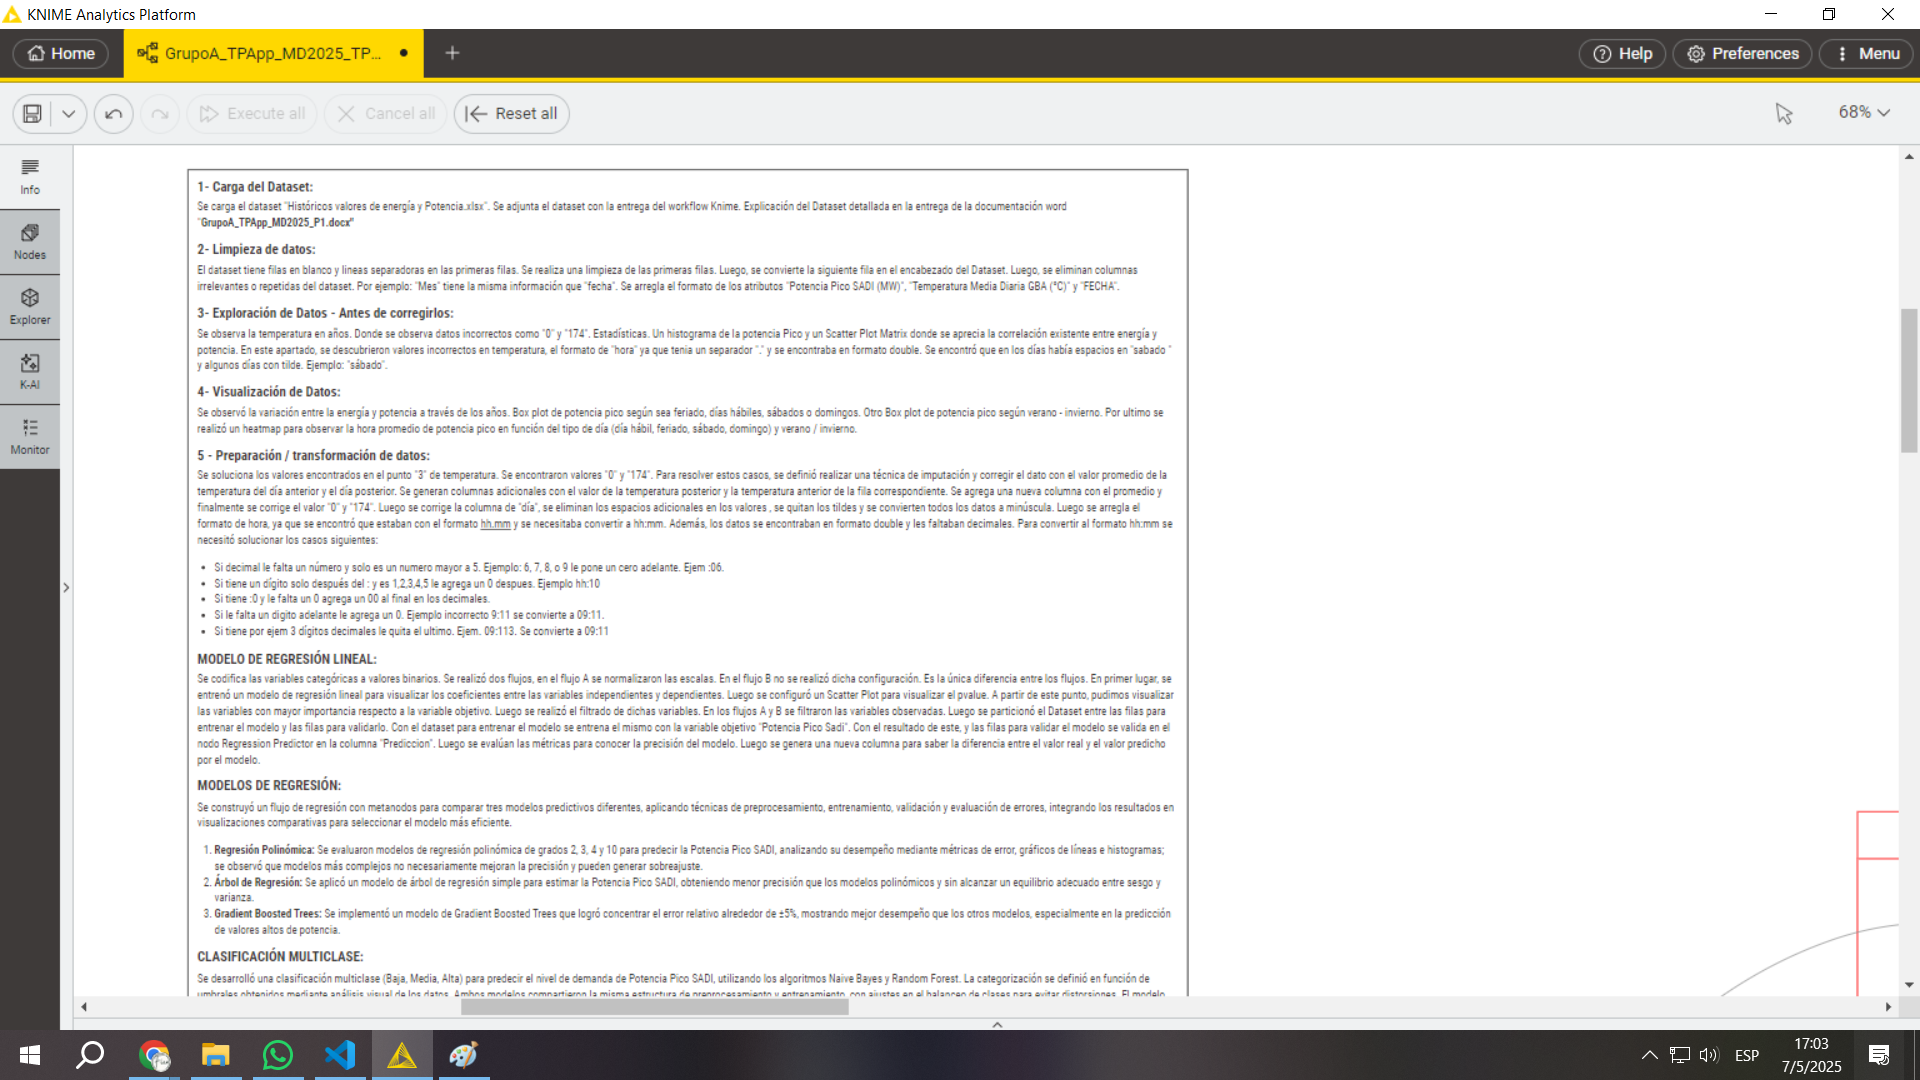 KNIME Analytics Platform
Home
GrupoA_TPApp_MD2025_TP...
Help
Preferences
Menu
Execute all
Cancel all
Reset all
68%
Info
Nodes
Explorer
K-AI
Monitor
1- Carga del Dataset:
Se carga el dataset "Históricos valores de energía y Potencia.xlsx". Se adjunta el dataset con la entrega del workflow Knime. Explicación del Dataset detallada en la entrega de la documentación word
"GrupoA_TPApp_MD2025_P1.docx"
2- Limpieza de datos:
El dataset tiene filas en blanco y lineas separadoras en las primeras filas. Se realiza una limpieza de las primeras filas. Luego, se convierte la siguiente fila en el encabezado del Dataset. Luego, se eliminan columnas
irrelevantes o repetidas del dataset. Por ejemplo: "Mes" tiene la misma información que "fecha". Se arregla el formato de los atributos "Potencia Pico SADI (MW)", "Temperatura Media Diaria GBA (°C)" y "FECHA".
3- Exploración de Datos - Antes de corregirlos:
Se observa la temperatura en años. Donde se observa datos incorrectos como "0" y "174". Estadísticas. Un histograma de la potencia Pico y un Scatter Plot Matrix donde se aprecia la correlación existente entre energía y
potencia. En este apartado, se descubrieron valores incorrectos en temperatura, el formato de "hora" ya que tenia un separador "." y se encontraba en formato double. Se encontró que en los días había espacios en "sabado "
y algunos días con tilde. Ejemplo: "sábado".
4- Visualización de Datos:
Se observó la variación entre la energía y potencia a través de los años. Box plot de potencia pico según sea feriado, días hábiles, sábados o domingos. Otro Box plot de potencia pico según verano - invierno. Por ultimo se
realizó un heatmap para observar la hora promedio de potencia pico en función del tipo de día (día hábil, feriado, sábado, domingo) y verano / invierno.
5 - Preparación / transformación de datos:
Se soluciona los valores encontrados en el punto "3" de temperatura. Se encontraron valores "0" y "174". Para resolver estos casos, se definió realizar una técnica de imputación y corregir el dato con el valor promedio de la
temperatura del día anterior y el día posterior. Se generan columnas adicionales con el valor de la temperatura posterior y la temperatura anterior de la fila correspondiente. Se agrega una nueva columna con el promedio y
finalmente se corrige el valor "0" y "174". Luego se corrige la columna de "día", se eliminan los espacios adicionales en los valores , se quitan los tildes y se convierten todos los datos a minúscula. Luego se arregla el
formato de hora, ya que se encontró que estaban con el formato hh.mm y se necesitaba convertir a hh:mm. Además, los datos se encontraban en formato double y les faltaban decimales. Para convertir al formato hh:mm se
necesitó solucionar los casos siguientes:
• Si decimal le falta un número y solo es un numero mayor a 5. Ejemplo: 6, 7, 8, o 9 le pone un cero adelante. Ejem :06.
• Si tiene un dígito solo después del : y es 1,2,3,4,5 le agrega un 0 despues. Ejemplo hh:10
• Si tiene :0 y le falta un 0 agrega un 00 al final en los decimales.
• Si le falta un digito adelante le agrega un 0. Ejemplo incorrecto 9:11 se convierte a 09:11.
• Si tiene por ejem 3 dígitos decimales le quita el ultimo. Ejem. 09:113. Se convierte a 09:11
MODELO DE REGRESIÓN LINEAL:
Se codifica las variables categóricas a valores binarios. Se realizó dos flujos, en el flujo A se normalizaron las escalas. En el flujo B no se realizó dicha configuración. Es la única diferencia entre los flujos. En primer lugar, se
entrenó un modelo de regresión lineal para visualizar los coeficientes entre las variables independientes y dependientes. Luego se configuró un Scatter Plot para visualizar el pvalue. A partir de este punto, pudimos visualizar
las variables con mayor importancia respecto a la variable objetivo. Luego se realizó el filtrado de dichas variables. En los flujos A y B se filtraron las variables observadas. Luego se particionó el Dataset entre las filas para
entrenar el modelo y las filas para validarlo. Con el dataset para entrenar el modelo se entrena el mismo con la variable objetivo "Potencia Pico Sadi". Con el resultado de este, y las filas para validar el modelo se valida en el
nodo Regression Predictor en la columna "Prediccion". Luego se evalúan las métricas para conocer la precisión del modelo. Luego se genera una nueva columna para saber la diferencia entre el valor real y el valor predicho
por el modelo.
MODELOS DE REGRESIÓN:
Se construyó un flujo de regresión con metanodos para comparar tres modelos predictivos diferentes, aplicando técnicas de preprocesamiento, entrenamiento, validación y evaluación de errores, integrando los resultados en
visualizaciones comparativas para seleccionar el modelo más eficiente.
1. Regresión Polinómica: Se evaluaron modelos de regresión polinómica de grados 2, 3, 4 y 10 para predecir la Potencia Pico SADI, analizando su desempeño mediante métricas de error, gráficos de líneas e histogramas;
se observó que modelos más complejos no necesariamente mejoran la precisión y pueden generar sobreajuste.
2. Árbol de Regresión: Se aplicó un modelo de árbol de regresión simple para estimar la Potencia Pico SADI, obteniendo menor precisión que los modelos polinómicos y sin alcanzar un equilibrio adecuado entre sesgo y
varianza.
3. Gradient Boosted Trees: Se implementó un modelo de Gradient Boosted Trees que logró concentrar el error relativo alrededor de ±5%, mostrando mejor desempeño que los otros modelos, especialmente en la predicción
de valores altos de potencia.
CLASIFICACIÓN MULTICLASE:
Se desarrolló una clasificación multiclase (Baja, Media, Alta) para predecir el nivel de demanda de Potencia Pico SADI, utilizando los algoritmos Naive Bayes y Random Forest. La categorización se definió en función de
umbrales obtenidos mediante análisis visual de los datos. Ambos modelos compartieron la misma estructura de preprocesamiento y entrenamiento, con ajustes en el balanceo de clases para evitar distorsiones. El modelo
ESP
17:03
7/5/2025